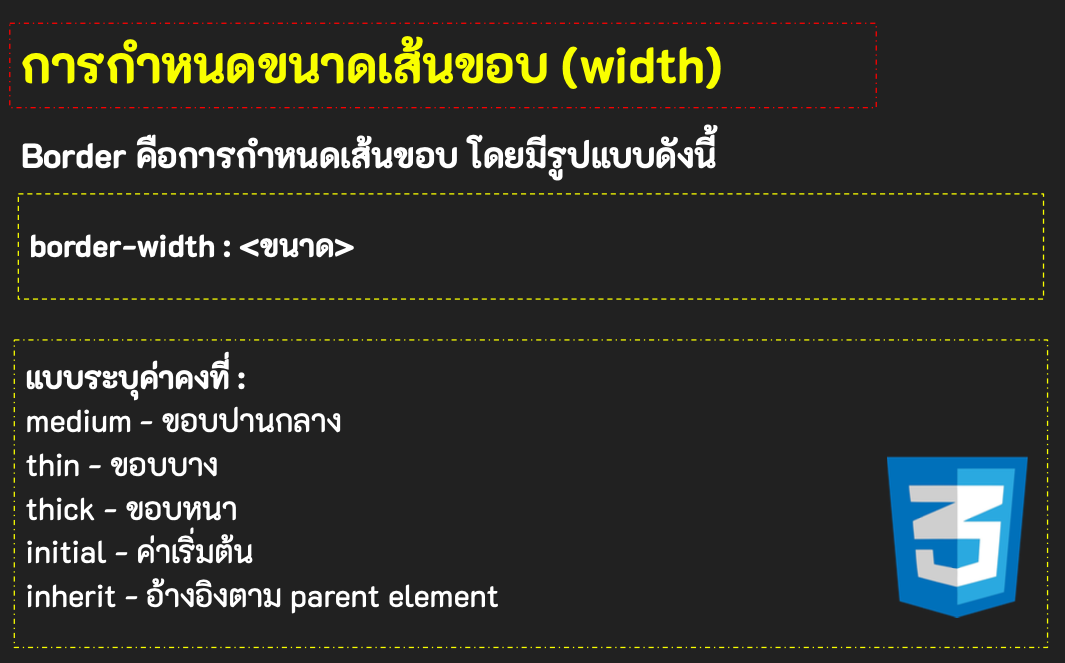 การกำหนดขนาดเส้นขอบ (width)
Border คือการกำหนดเส้นขอบ โดยมีรูปแบบดังนี้
border-width : <ขนาด>
แบบระบุค่าคงที่ :
medium - ขอบปานกลาง
thin - ขอบบาง
thick - ขอบหนา
initial - ค่าเริ่มต้น
inherit - อ้างอิงตาม parent element
3